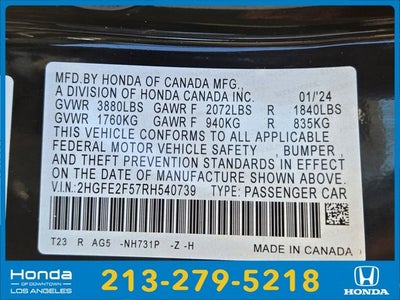 MFD.BY HONDA OF CANADA MFG.,
A DIVISION OF HONDA CANADA INC. 01/'24
GVWR 3880LBS GAWR F 2072LBS R 1840LBS
GVWR 1760KG GAWR F 940KG R 835KG
THIS VEHICLE CONFORMS TO ALL APPLICABLE
FEDERAL MOTOR VEHICLE SAFETY, BUMPER,
AND THEFT PREVENTION STANDARDS IN EFFECT
ON THE DATE OF MANUFACTURE SHOWN ABOVE.
V.I.N:2HGFE2F57RH540739 TYPE: PASSENGER CAR
T23 R AG5 -NH731P -Z -H
MADE IN CANADA
Honda
OF DOWNTOWN
LOS ANGELES
213-279-5218
HONDA